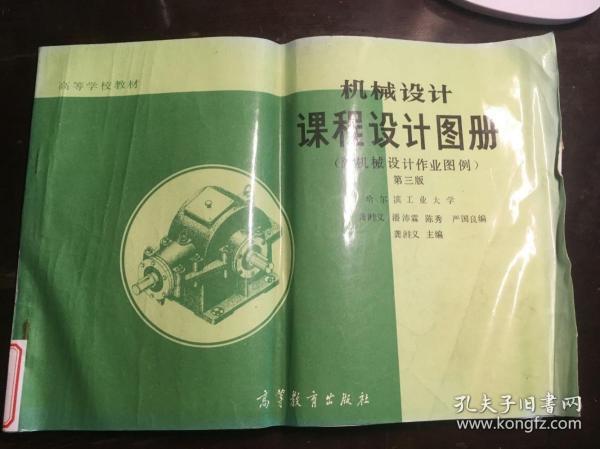 高等学校教材
机械设计
课程设计图册
(机械设计作业图例)
第三版
哈尔滨工业大学
龚溎义 潘沛霖 陈秀 严国良编
龚溎义 主编
高等教育出版社
孔夫子旧书网
www.kongfz.com